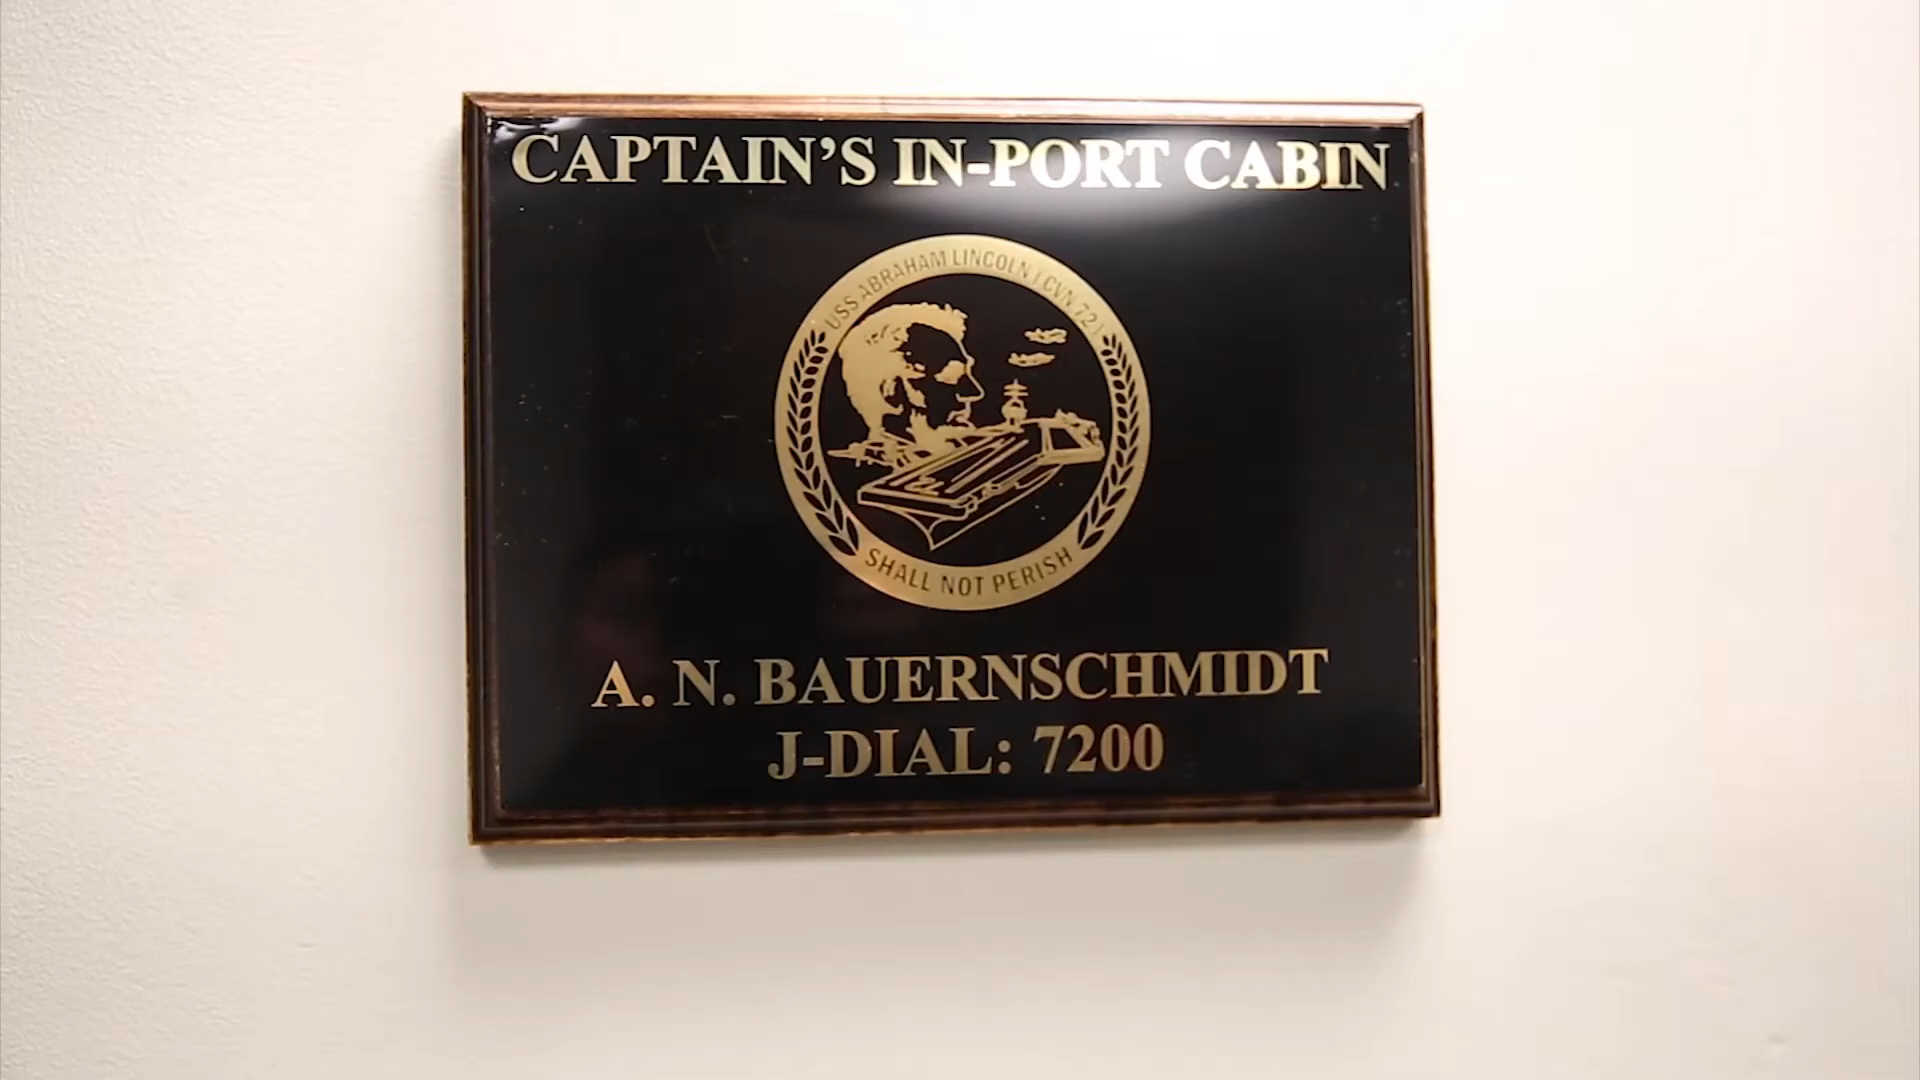 CAPTAIN'S IN-PORT CABIN
USS ABRAHAM LINCOLN (CVN 72)
SHALL NOT PERISH
A. N. BAUERNSCHMIDT
J-DIAL: 7200